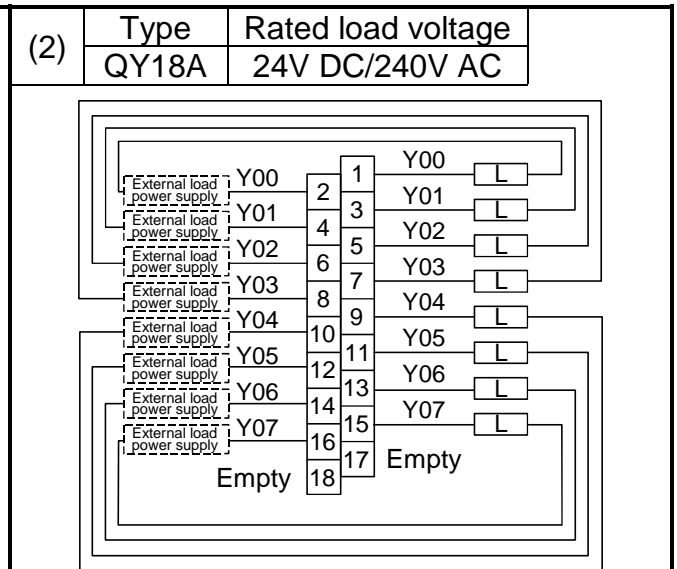 (2)
Type Rated load voltage
QY18A 24V DC/240V AC
1 Y00 L
External load
power supply Y00 2
3 Y01 L
External load
power supply Y01 4
5 Y02 L
External load
power supply Y02 6
7 Y03 L
External load
power supply Y03 8
9 Y04 L
External load
power supply Y04 10
11 Y05 L
External load
power supply Y05 12
13 Y06 L
External load
power supply Y06 14
15 Y07 L
External load
power supply Y07 16
17 Empty
Empty 18